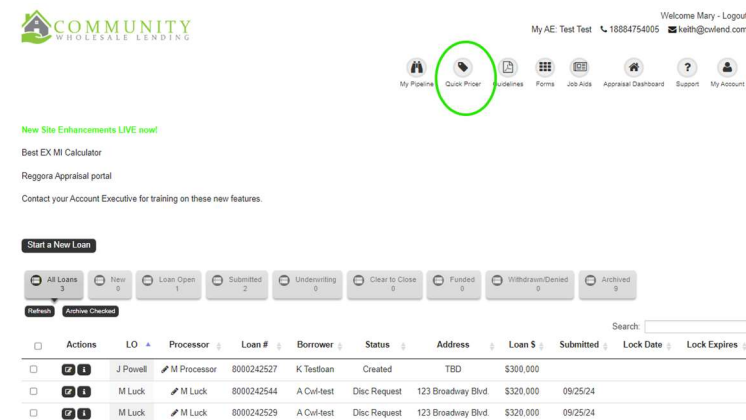 COMMUNITY
WHOLESALE LENDING
Welcome Mary - Logout
My AE: Test Test 18884754005 keith@cwlend.com
My Pipeline Quick Pricer Guidelines Forms Job Aids Appraisal Dashboard Support My Account
New Site Enhancements LIVE now!
Best EX MI Calculator
Reggora Appraisal portal
Contact your Account Executive for training on these new features.
Start a New Loan
All Loans New Loan Open Submitted Underwriting Clear to Close Funded Withdrawn/Denied Archived
3 0 1 2 0 0 0 0 9
Refresh Archive Checked
Search:
Actions LO Processor Loan # Borrower Status Address Loan $ Submitted Lock Date Lock Expires
J Powell M Processor 8000242527 K Testloan Created TBD $300,000
M Luck M Luck 8000242544 A Cwl-test Disc Request 123 Broadway Blvd. $320,000 09/25/24
M Luck M Luck 8000242529 A Cwl-test Disc Request 123 Broadway Blvd. $320,000 09/25/24